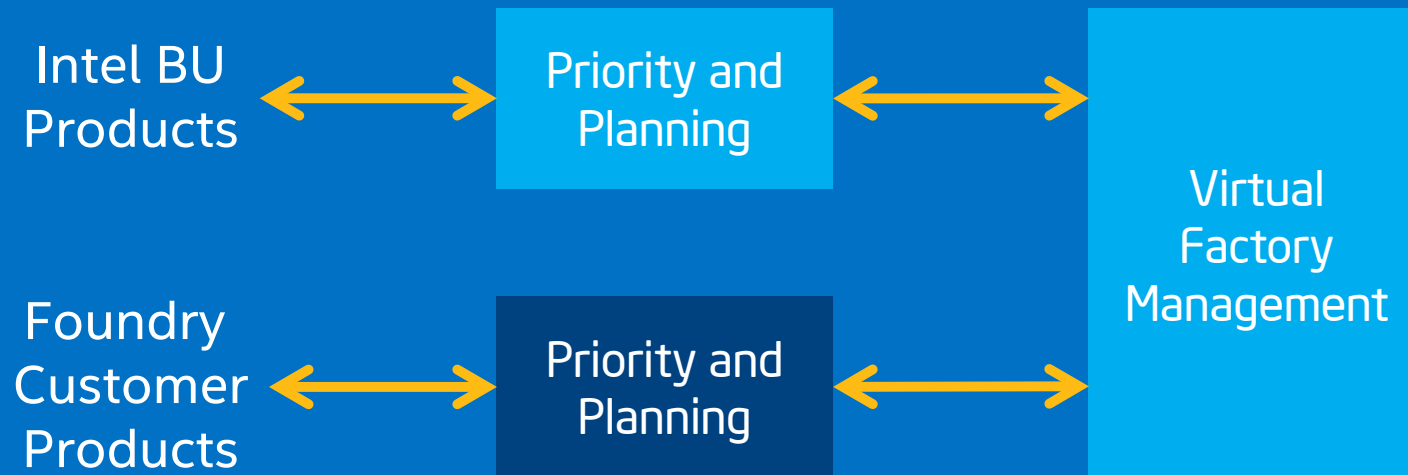 Intel BU
Products
Priority and
Planning
Virtual
Factory
Management
Foundry
Customer
Products
Priority and
Planning